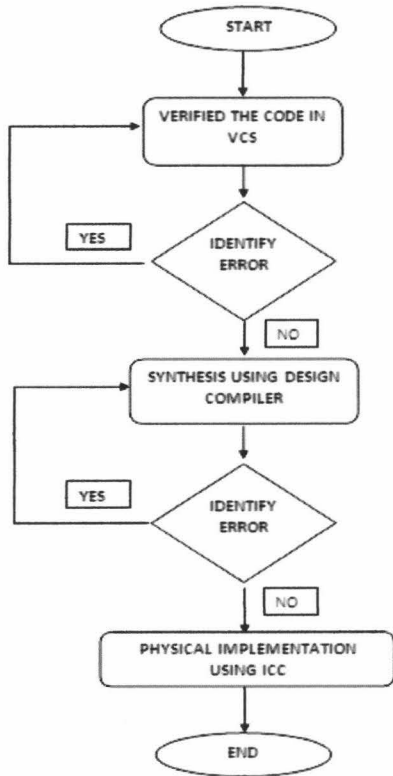 START
VERIFIED THE CODE IN
VCS
YES
IDENTIFY
ERROR
NO
SYNTHESIS USING DESIGN
COMPILER
YES
IDENTIFY
ERROR
NO
PHYSICAL IMPLEMENTATION
USING ICC
END